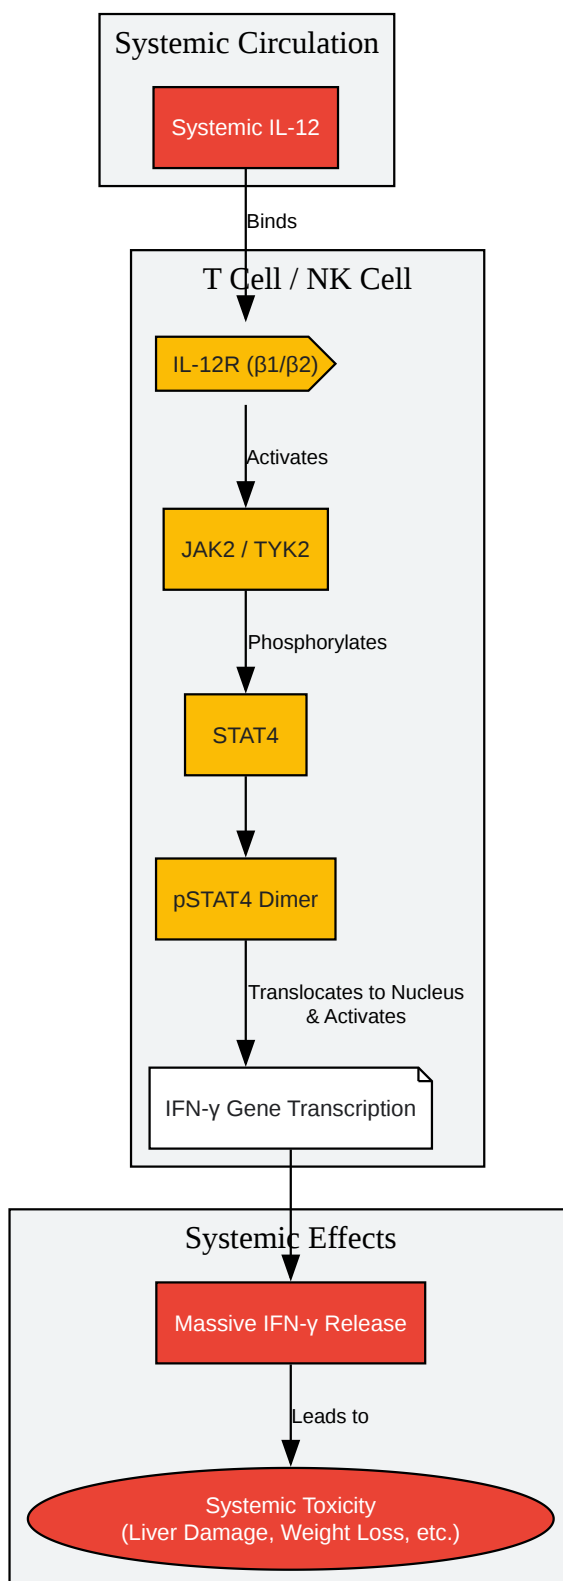 Systemic Circulation
Systemic IL-12
Binds
T Cell / NK Cell
IL-12R (β1/β2)
Activates
JAK2 / TYK2
Phosphorylates
STAT4
pSTAT4 Dimer
Translocates to Nucleus
& Activates
IFN-γ Gene Transcription
Systemic Effects
Massive IFN-γ Release
Leads to
Systemic Toxicity
(Liver Damage, Weight Loss, etc.)